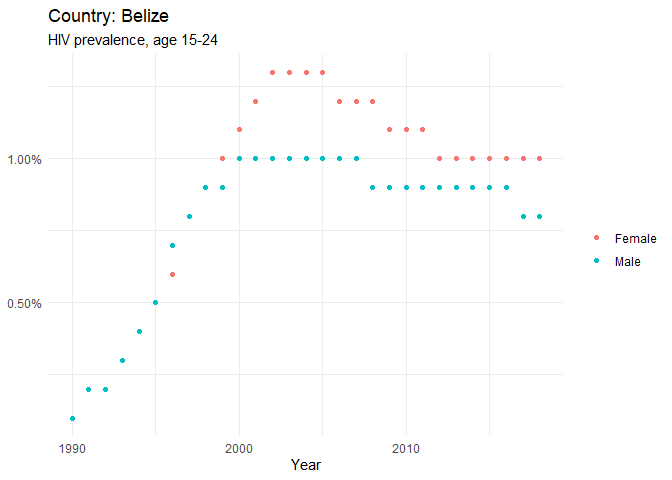 Country: Belize
HIV prevalence, age 15-24
1.00%
0.50%
Female
Male
1990
2000
2010
Year